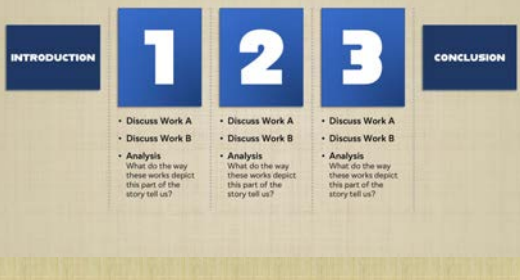 INTRODUCTION
1
• Discuss Work A
• Discuss Work B
• Analysis
What do the way
these works depict
this part of the
story tell us?
2
• Discuss Work A
• Discuss Work B
• Analysis
What do the way
these works depict
this part of the
story tell us?
3
• Discuss Work A
• Discuss Work B
• Analysis
What do the way
these works depict
this part of the
story tell us?
CONCLUSION